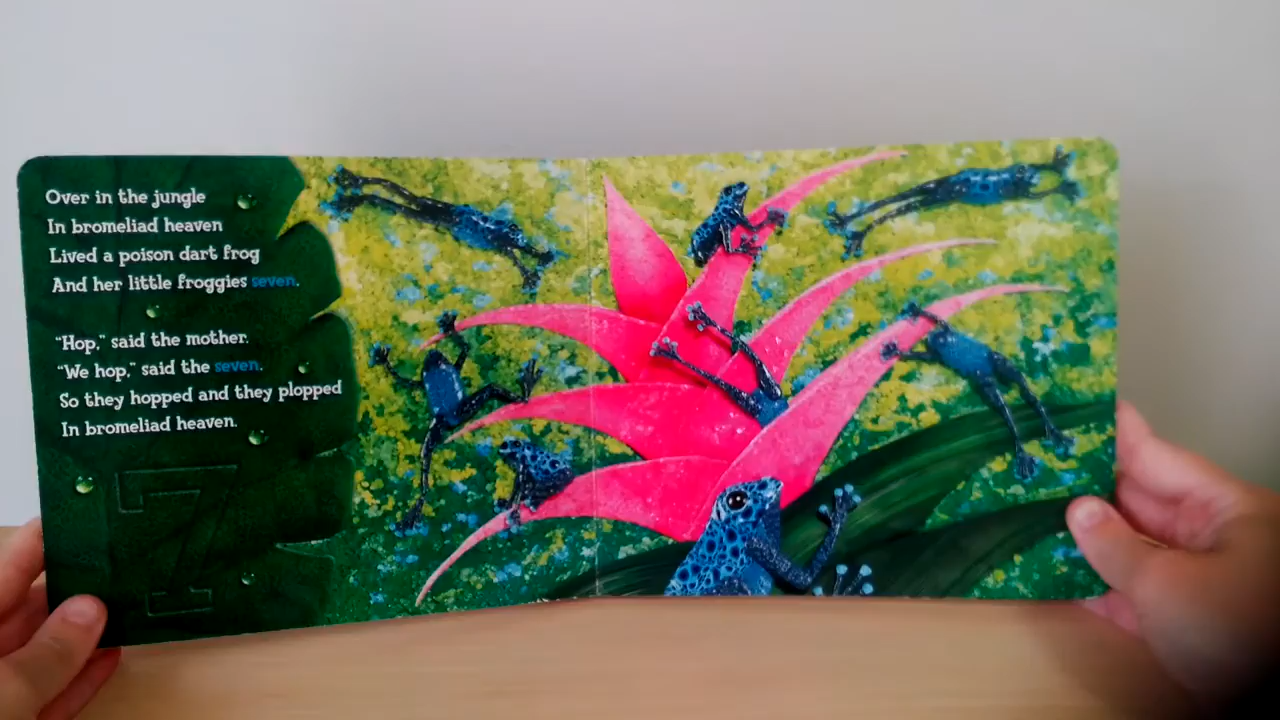 Over in the jungle
In bromeliad heaven
Lived a poison dart frog
And her little froggies seven.
"Hop," said the mother.
"We hop," said the seven.
So they hopped and they plopped
In bromeliad heaven.
7